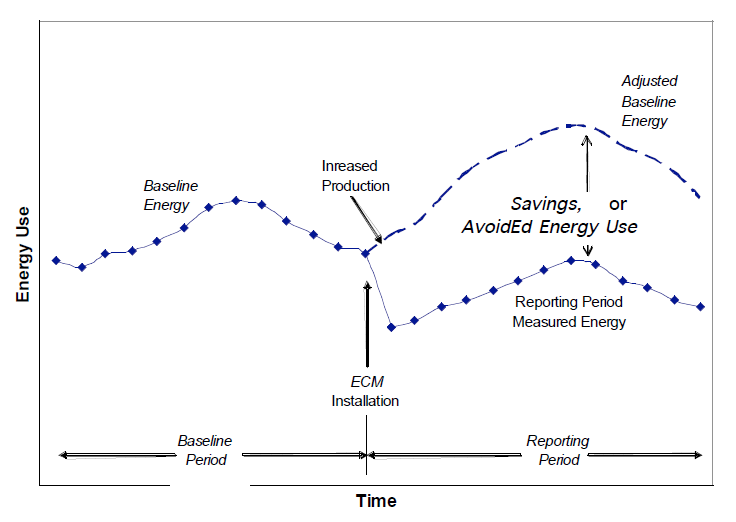 Adjusted
Baseline
Energy
Inreased
Production
Baseline
Energy
Savings, or
AvoidEd Energy Use
Energy Use
Reporting Period
Measured Energy
ECM
Installation
Baseline
Period
Reporting
Period
Time